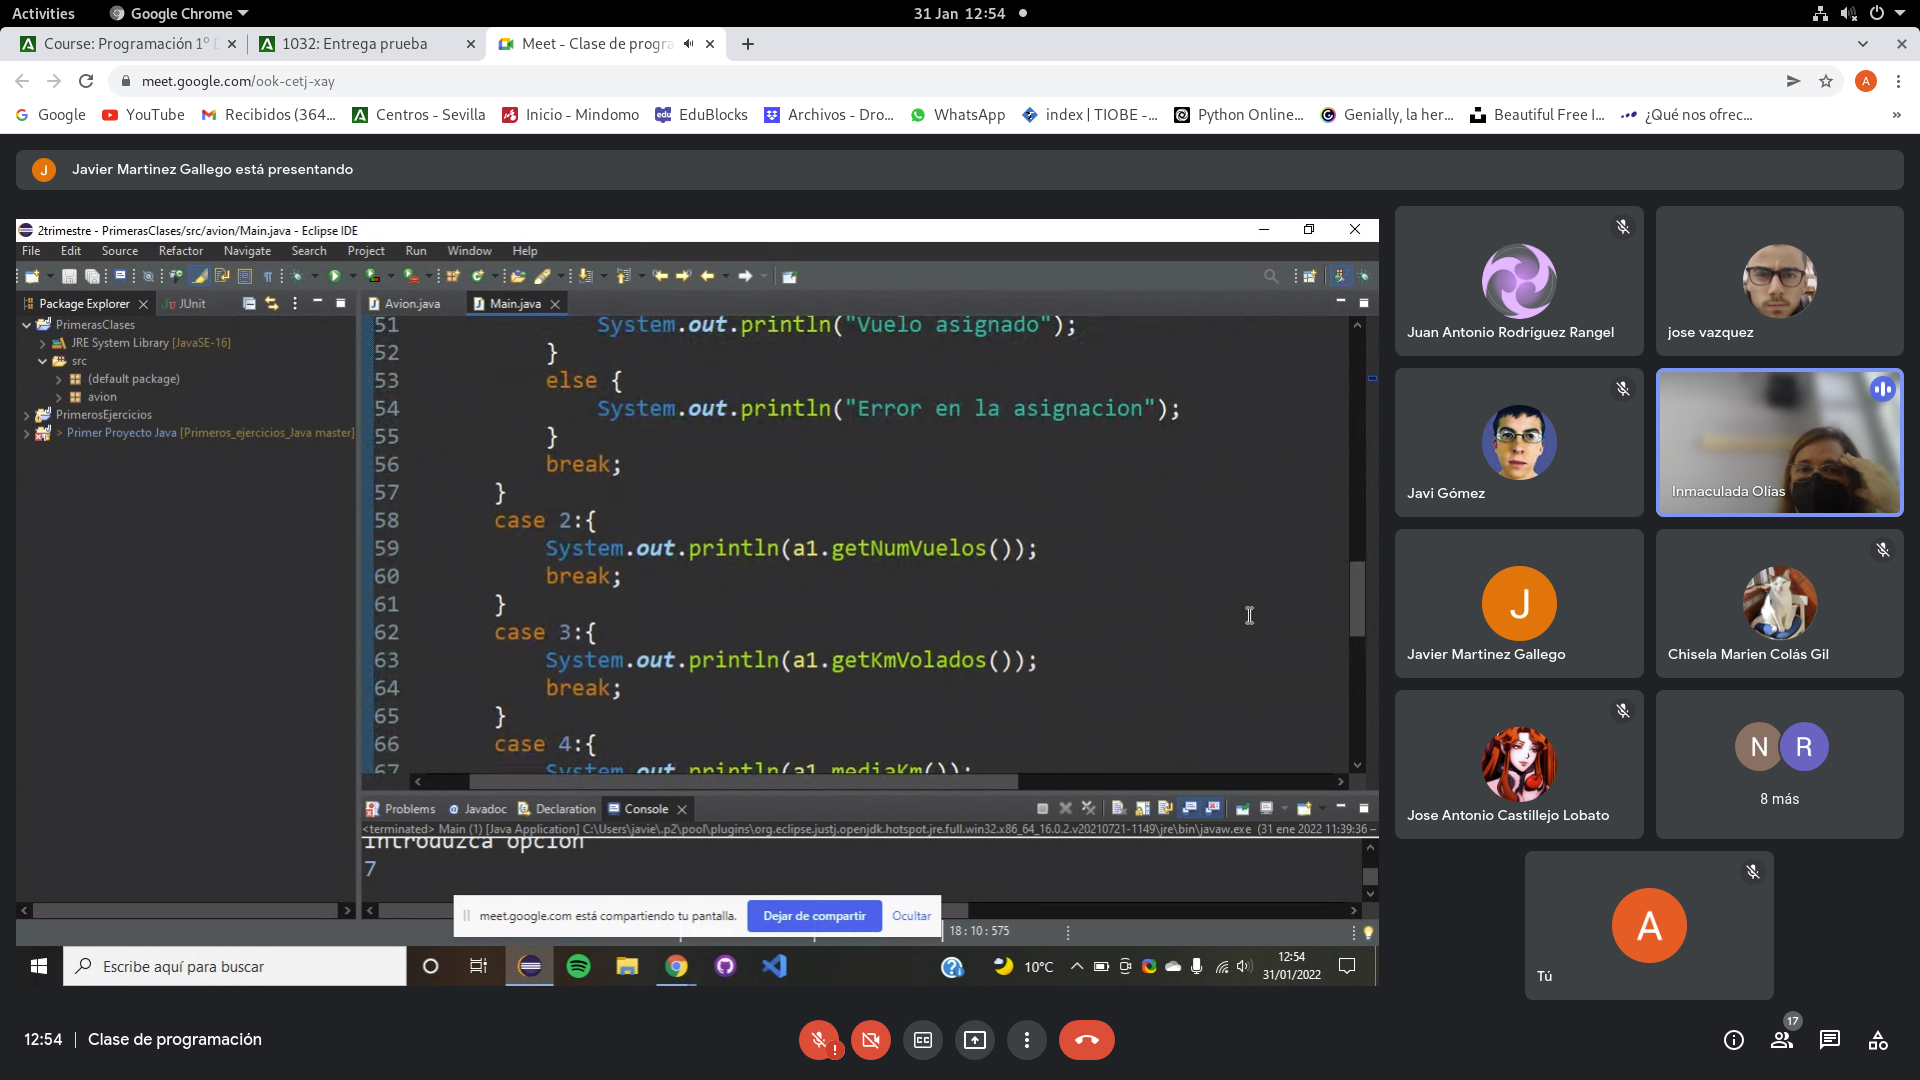 Activities
Google Chrome
31 Jan 12:54
Course: Programación 1º
1032: Entrega prueba
Meet - Clase de progra
meet.google.com/ook-cetj-xay
A
Google
YouTube
Recibidos (364...
Centros - Sevilla
Inicio - Mindomo
EduBlocks
Archivos - Dro...
WhatsApp
index | TIOBE -...
Python Online...
Genially, la her...
Beautiful Free I...
¿Qué nos ofrec...
»
J
Javier Martinez Gallego está presentando
2trimestre - PrimerasClases/src/avion/Main.java - Eclipse IDE
File Edit Source Refactor Navigate Search Project Run Window Help
Package Explorer
JUnit
Avion.java
Main.java
PrimerasClases
JRE System Library [JavaSE-16]
src
(default package)
avion
PrimerosEjercicios
> Primer Proyecto Java [Primeros_ejercicios_Java master]
51 System.out.println("Vuelo asignado");
52 }
53 else {
54 System.out.println("Error en la asignacion");
55 }
56 break;
57 }
58 case 2:{
59 System.out.println(a1.getNumVuelos());
60 break;
61 }
62 case 3:{
63 System.out.println(a1.getKmVolados());
64 break;
65 }
66 case 4:{
67 System.out.println(a1.mediaKm());
Problems
Javadoc
Declaration
Console
<terminated> Main (1) [Java Application] C:\Users\javie\.p2\pool\plugins\org.eclipse.justj.openjdk.hotspot.jre.full.win32.x86_64_16.0.2.v20210721-1149\jre\bin\javaw.exe (31 ene 2022 11:39:36 –
Introduzca opcion
7
meet.google.com está compartiendo tu pantalla.
Dejar de compartir
Ocultar
18 : 10 : 575
Escribe aquí para buscar
10°C
12:54
31/01/2022
Juan Antonio Rodríguez Rangel
jose vazquez
Javi Gómez
Inmaculada Olías
J
Javier Martinez Gallego
Chisela Marien Colás Gil
Jose Antonio Castillejo Lobato
N
R
8 más
A
Tú
12:54
Clase de programación
17